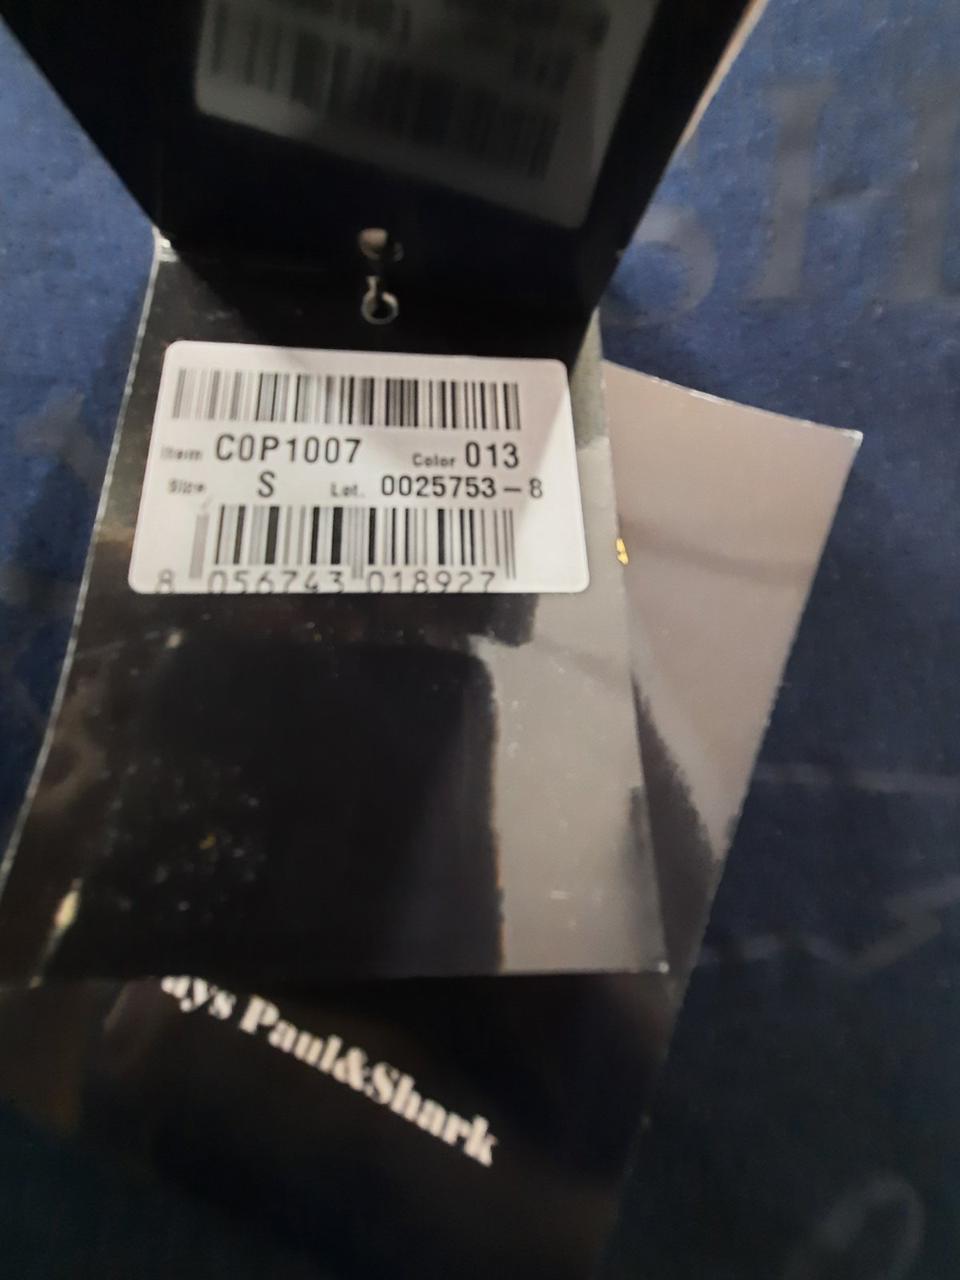 Item C0P1007 Color 013
Size S Lot. 0025753-8
8 056743 018927
ays Paul&Shark